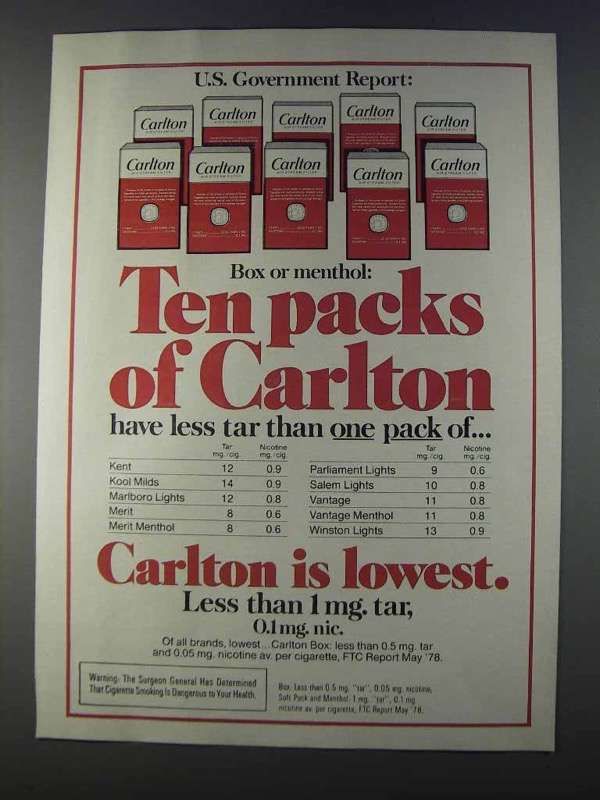 U.S. Government Report:
Carlton Carlton Carlton Carlton Carlton
Carlton Carlton Carlton Carlton Carlton
Box or menthol:
Ten packs
of Carlton
have less tar than one pack of...
Tar Nicotine
mg./cig. mg./cig.
Kent 12 0.9
Kool Milds 14 0.9
Marlboro Lights 12 0.8
Merit 8 0.6
Merit Menthol 8 0.6
Tar Nicotine
mg./cig. mg./cig.
Parliament Lights 9 0.6
Salem Lights 10 0.8
Vantage 11 0.8
Vantage Menthol 11 0.8
Winston Lights 13 0.9
Carlton is lowest.
Less than 1 mg. tar,
0.1 mg. nic.
Of all brands, lowest...Carlton Box: less than 0.5 mg. tar
and 0.05 mg. nicotine av. per cigarette, FTC Report May '78.
Warning: The Surgeon General Has Determined
That Cigarette Smoking Is Dangerous to Your Health.
Box: Less than 0.5 mg. "tar", 0.05 mg. nicotine;
Soft Pack and Menthol: 1 mg. "tar", 0.1 mg.
nicotine av. per cigarette, FTC Report May '78.